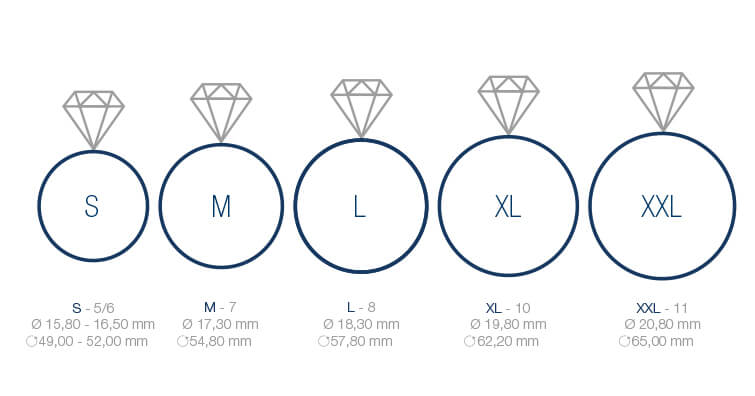 S
M
L
XL
XXL
S - 5/6
Ø 15,80 - 16,50 mm
49,00 - 52,00 mm
M - 7
Ø 17,30 mm
54,80 mm
L - 8
Ø 18,30 mm
57,80 mm
XL - 10
Ø 19,80 mm
62,20 mm
XXL - 11
Ø 20,80 mm
65,00 mm